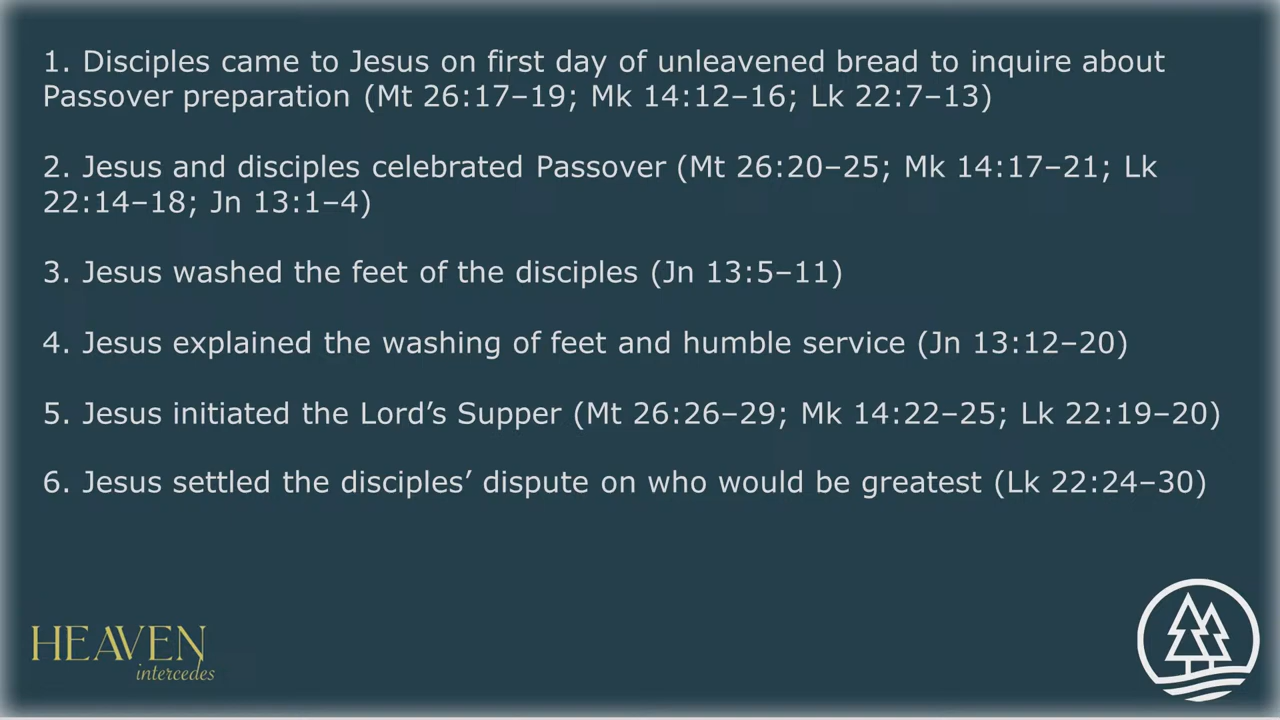 1. Disciples came to Jesus on first day of unleavened bread to inquire about
Passover preparation (Mt 26:17–19; Mk 14:12–16; Lk 22:7–13)
2. Jesus and disciples celebrated Passover (Mt 26:20–25; Mk 14:17–21; Lk
22:14–18; Jn 13:1–4)
3. Jesus washed the feet of the disciples (Jn 13:5–11)
4. Jesus explained the washing of feet and humble service (Jn 13:12–20)
5. Jesus initiated the Lord’s Supper (Mt 26:26–29; Mk 14:22–25; Lk 22:19–20)
6. Jesus settled the disciples’ dispute on who would be greatest (Lk 22:24–30)
HEAVEN
intercedes